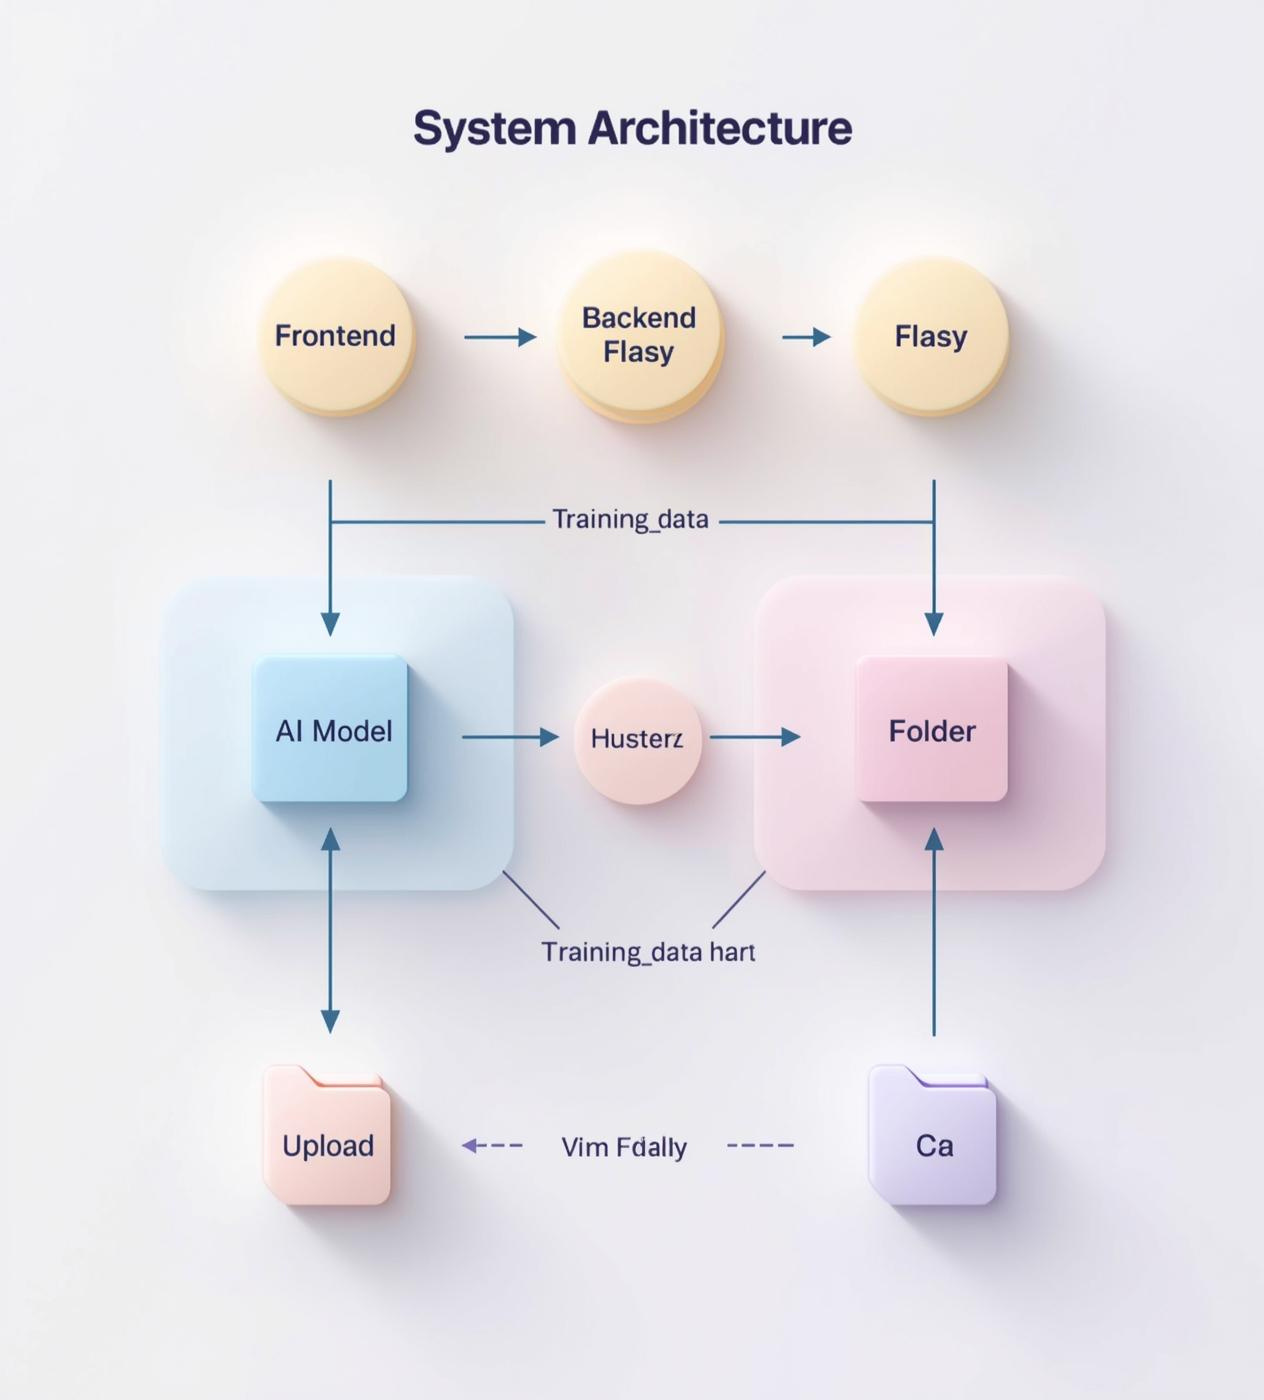 System Architecture
Frontend
Backend
Flasy
Flasy
Training_data
AI Model
Husterz
Folder
Training_data hart
Upload
Vim Fdally
Ca